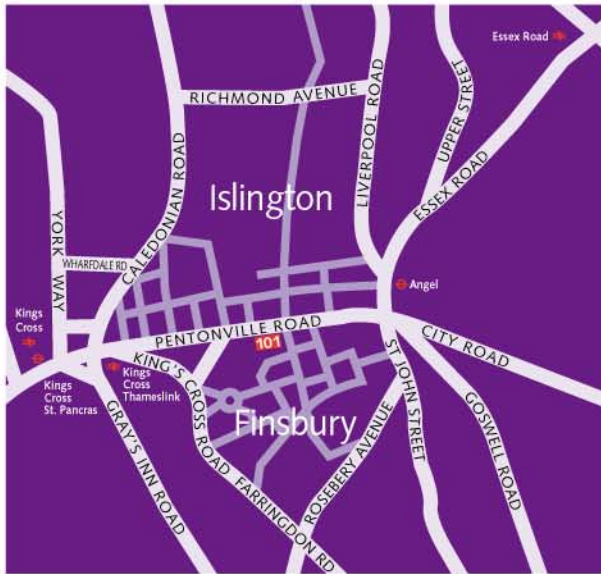 Essex Road
RICHMOND AVENUE
LIVERPOOL ROAD
UPPER STREET
ESSEX ROAD
CALEDONIAN ROAD
Islington
YORK WAY
WHARFDALE RD
Angel
Kings
Cross
PENTONVILLE ROAD
101
CITY ROAD
Kings
Cross
St. Pancras
Kings
Cross
Thameslink
KING'S CROSS ROAD
FARRINGDON RD
GRAY'S INN ROAD
Finsbury
ROSEBERY AVENUE
ST JOHN STREET
GOSWELL ROAD